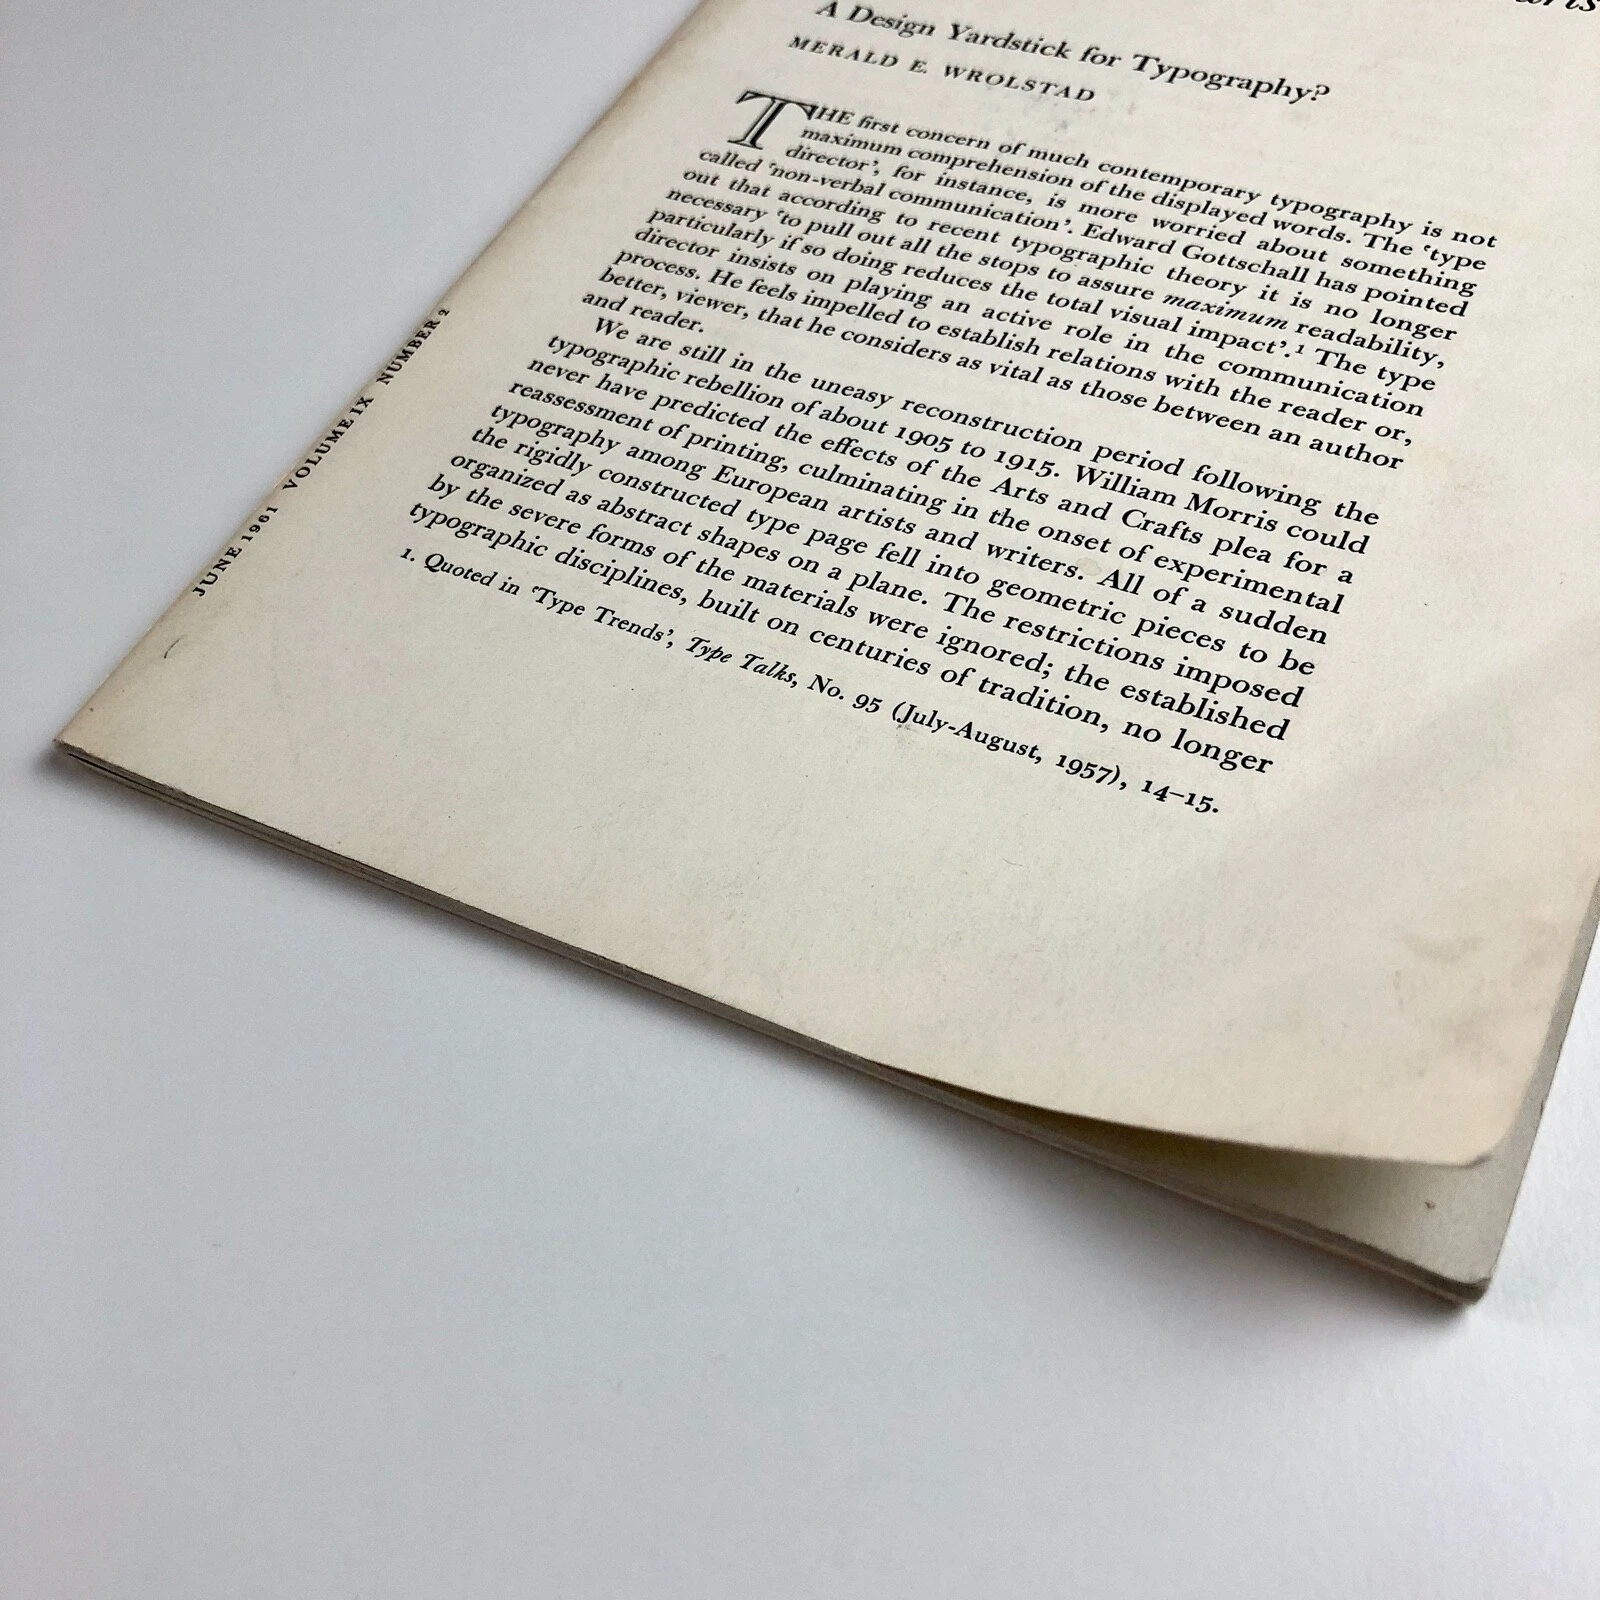 A Design Yardstick for Typography?
MERALD E. WROLSTAD
THE first concern of much contemporary typography is not
maximum comprehension of the displayed words. The 'type
director', for instance, is more worried about something
called 'non-verbal communication'. Edward Gottschall has pointed
out that according to recent typographic theory it is no longer
necessary 'to pull out all the stops to assure maximum readability,
particularly if so doing reduces the total visual impact'.¹ The type
director insists on playing an active role in the communication
process. He feels impelled to establish relations with the reader or,
better, viewer, that he considers as vital as those between an author
and reader.
We are still in the uneasy reconstruction period following the
typographic rebellion of about 1905 to 1915. William Morris could
never have predicted the effects of the Arts and Crafts plea for a
reassessment of printing, culminating in the onset of experimental
typography among European artists and writers. All of a sudden
the rigidly constructed type page fell into geometric pieces to be
organized as abstract shapes on a plane. The restrictions imposed
by the severe forms of the materials were ignored; the established
typographic disciplines, built on centuries of tradition, no longer
1. Quoted in 'Type Trends', Type Talks, No. 95 (July-August, 1957), 14–15.
JUNE 1961 VOLUME IX NUMBER 2